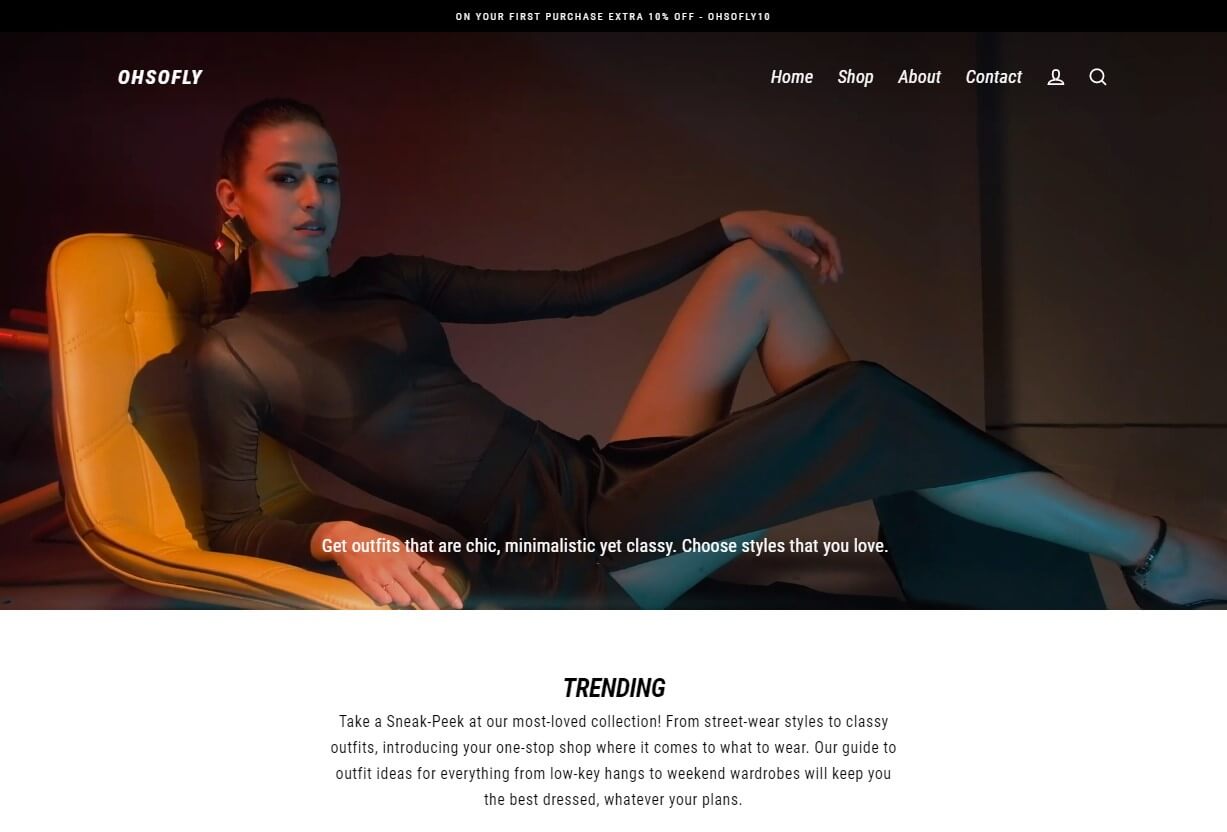 ON YOUR FIRST PURCHASE EXTRA 10% OFF - OHSOFLY10
OHSOFLY
Home Shop About Contact
Get outfits that are chic, minimalistic yet classy. Choose styles that you love.
TRENDING
Take a Sneak-Peek at our most-loved collection! From street-wear styles to classy
outfits, introducing your one-stop shop where it comes to what to wear. Our guide to
outfit ideas for everything from low-key hangs to weekend wardrobes will keep you
the best dressed, whatever your plans.